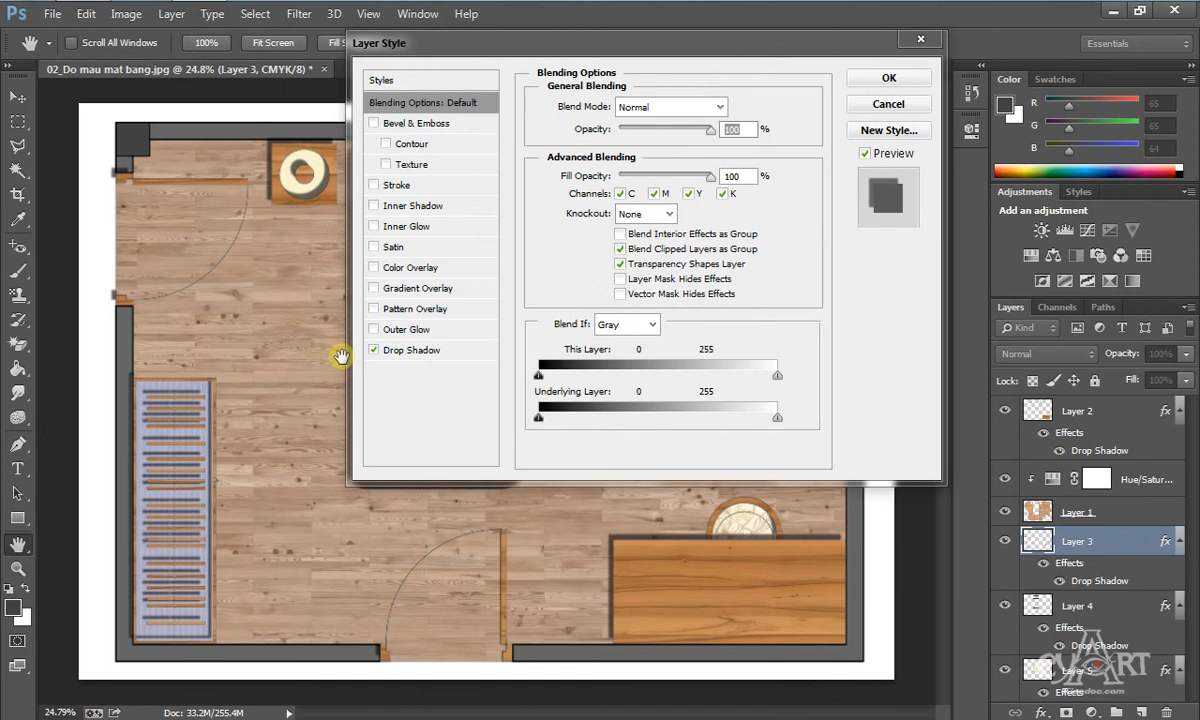 Ps File Edit Image Layer Type Select Filter 3D View Window Help
Scroll All Windows 100% Fit Screen
Essentials
Layer Style
02_Do mau mat bang.jpg @ 24.8% (Layer 3, CMYK/8) *
Styles
Blending Options: Default
Bevel & Emboss
Contour
Texture
Stroke
Inner Shadow
Inner Glow
Satin
Color Overlay
Gradient Overlay
Pattern Overlay
Outer Glow
Drop Shadow
Blending Options
General Blending
Blend Mode: Normal
Opacity: 100 %
Advanced Blending
Fill Opacity: 100 %
Channels: C M Y K
Knockout: None
Blend Interior Effects as Group
Blend Clipped Layers as Group
Transparency Shapes Layer
Layer Mask Hides Effects
Vector Mask Hides Effects
Blend If: Gray
This Layer: 0 255
Underlying Layer: 0 255
OK
Cancel
New Style...
Preview
Color Swatches
R 65
G 65
B 64
Adjustments Styles
Add an adjustment
Layers Channels Paths
Kind
Normal Opacity: 100%
Lock: Fill: 100%
Layer 2 fx
Effects
Drop Shadow
Hue/Satur...
Layer 1
Layer 3 fx
Effects
Drop Shadow
Layer 4 fx
Effects
Drop Shadow
fx
Effects
24.79% Doc: 33.2M/255.4M